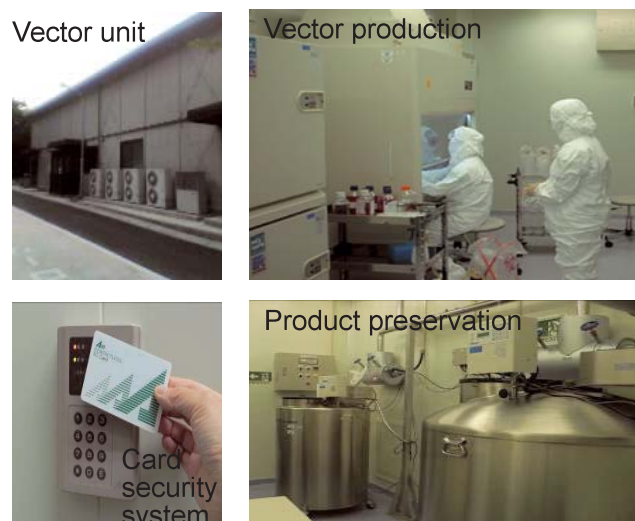 Vector unit
Vector production
Card
security
system
Product preservation